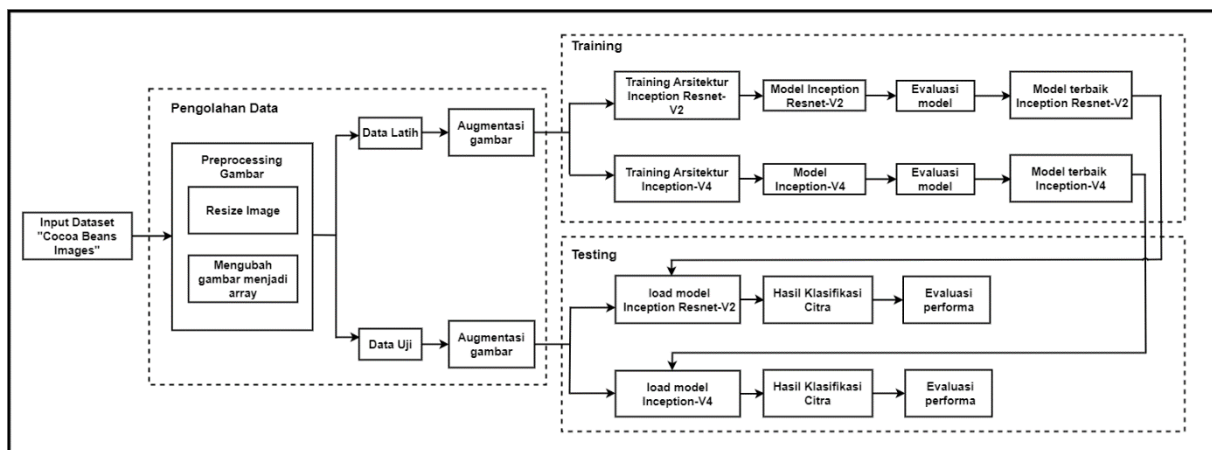 Input Dataset
"Cocoa Beans
Images"
Pengolahan Data
Preprocessing
Gambar
Resize Image
Mengubah
gambar menjadi
array
Data Latih
Augmentasi
gambar
Data Uji
Augmentasi
gambar
Training
Training Arsitektur
Inception Resnet-
V2
Model Inception
Resnet-V2
Evaluasi
model
Model terbaik
Inception Resnet-V2
Training Arsitektur
Inception-V4
Model
Inception-V4
Evaluasi
model
Model terbaik
Inception-V4
Testing
load model
Inception Resnet-V2
Hasil Klasifikasi
Citra
Evaluasi
performa
load model
Inception-V4
Hasil Klasifikasi
Citra
Evaluasi
performa